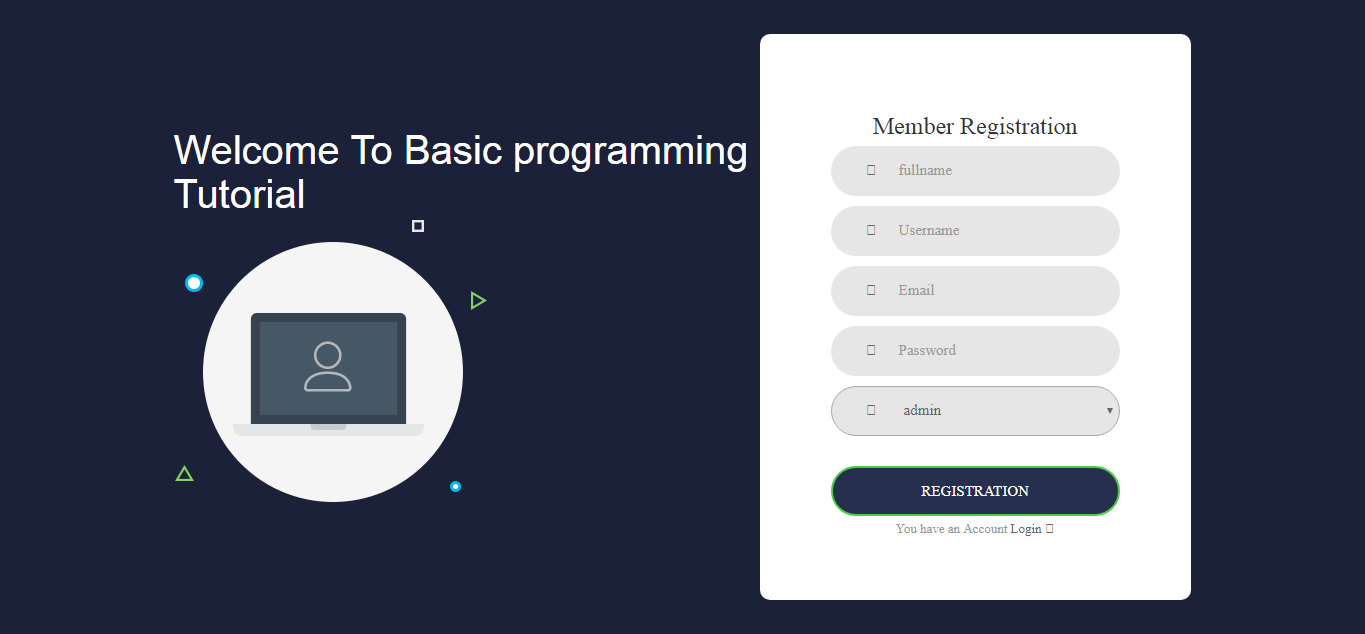 Welcome To Basic programming
Tutorial
Member Registration
fullname
Username
Email
Password
admin
REGISTRATION
You have an Account Login